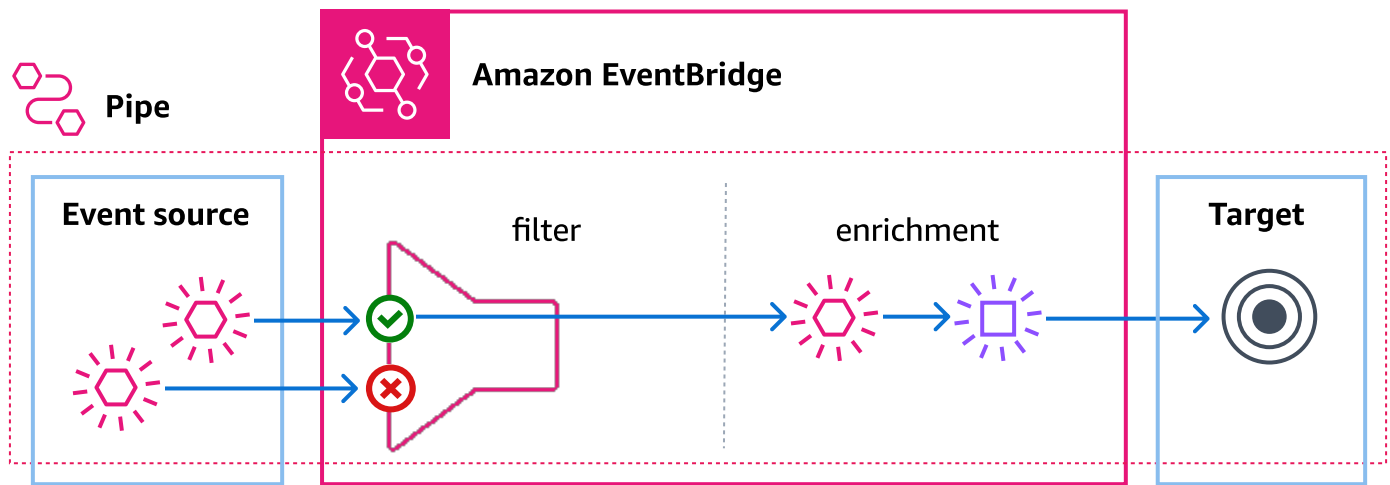 Amazon EventBridge
Pipe
Event source
filter
enrichment
Target